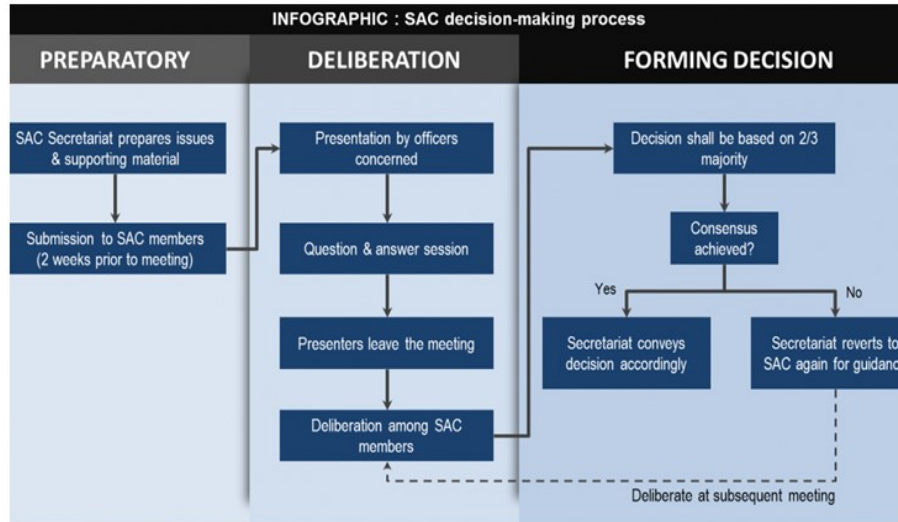 INFOGRAPHIC : SAC decision-making process
PREPARATORY
SAC Secretariat prepares issues
& supporting material
Submission to SAC members
(2 weeks prior to meeting)
DELIBERATION
Presentation by officers
concerned
Question & answer session
Presenters leave the meeting
Deliberation among SAC
members
FORMING DECISION
Decision shall be based on 2/3
majority
Consensus
achieved?
Yes
No
Secretariat conveys
decision accordingly
Secretariat reverts to
SAC again for guidance
Deliberate at subsequent meeting